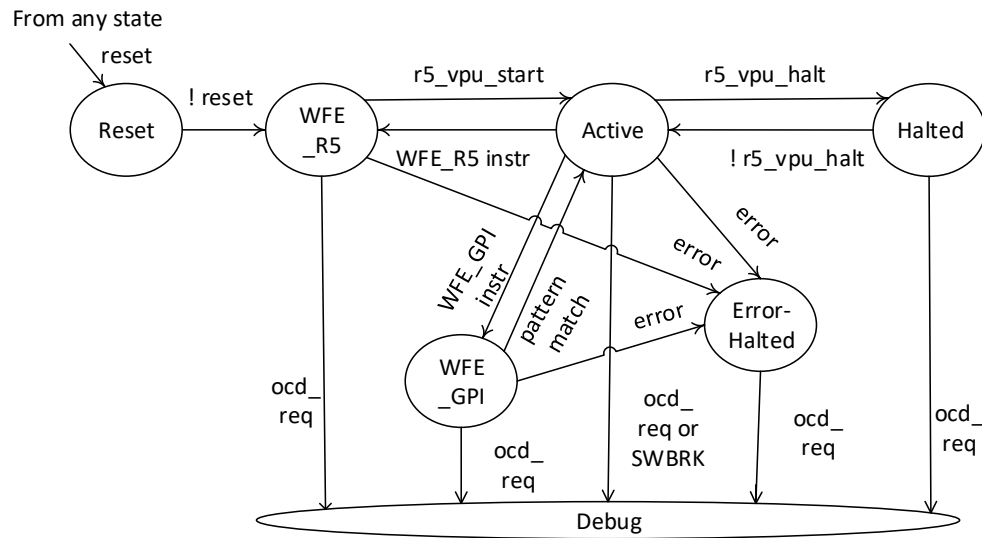 From any state
reset
! reset
r5_vpu_start
r5_vpu_halt
Reset
WFE
_R5
Active
Halted
WFE_R5 instr
! r5_vpu_halt
WFE_GPI
instr
pattern
match
error
error
error
Error-
Halted
WFE
_GPI
ocd_
req
ocd_
req
ocd_
req or
SWBRK
ocd_
req
ocd_
req
Debug